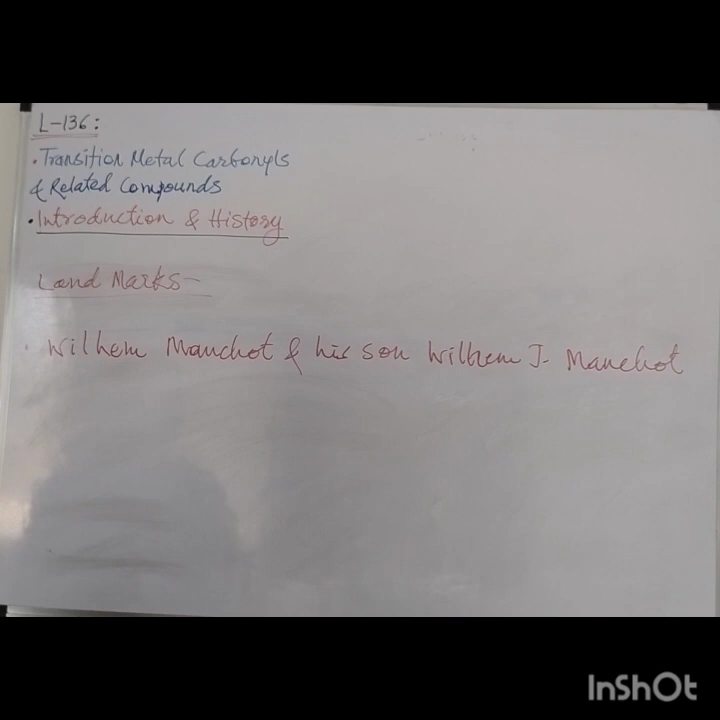 L-136:
• Transition Metal Carbonyls
& Related Compounds
• Introduction & History
Land Marks-
• Wilhem Manchot & his son Wilhem J. Manchot
InShOt